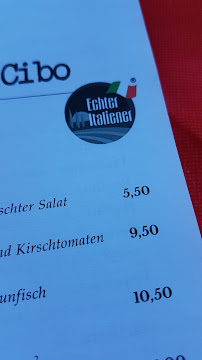 Cibo
Echter
Italiener
®
schter Salat 5,50
nd Kirschtomaten 9,50
unfisch 10,50